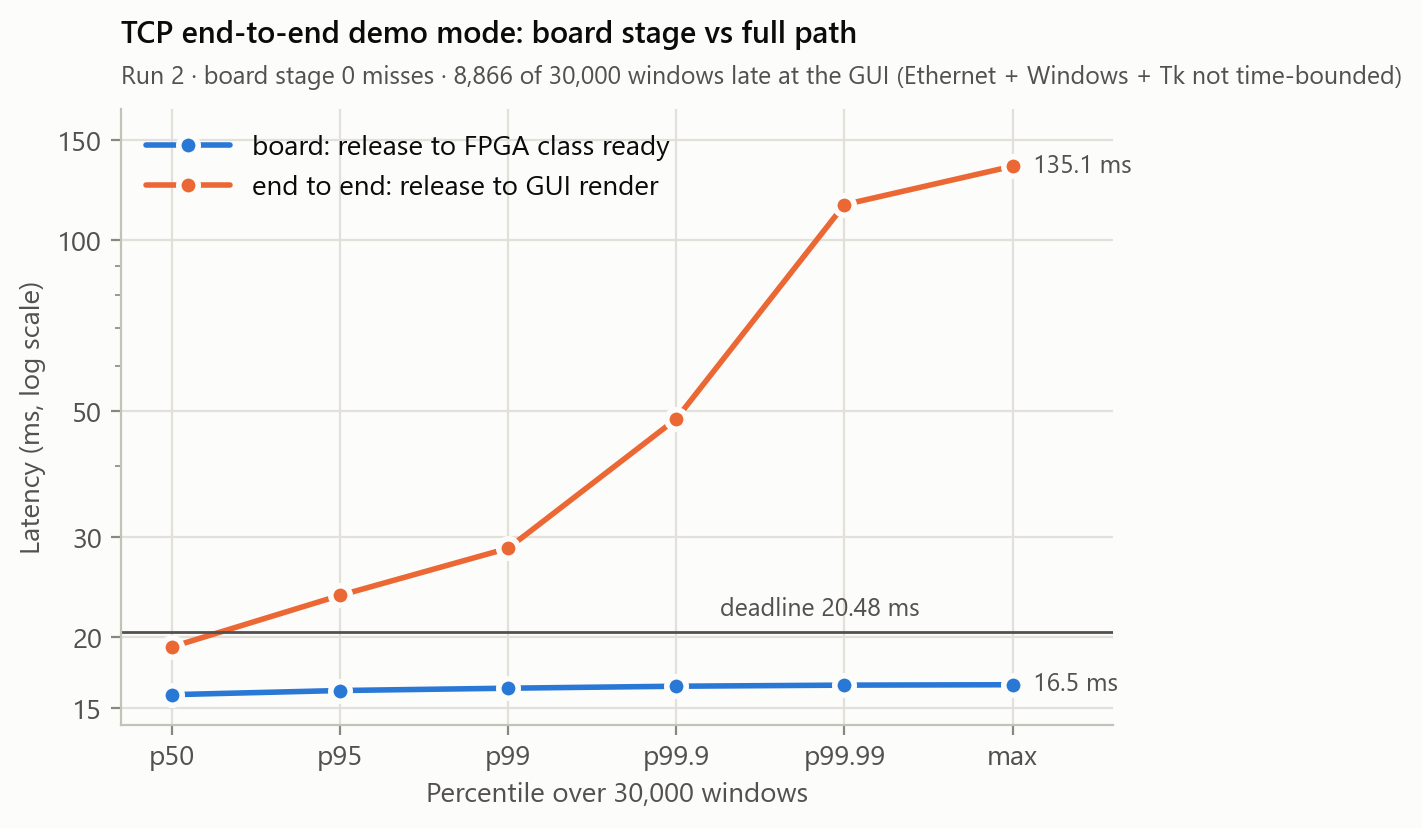 TCP end-to-end demo mode: board stage vs full path
Run 2 · board stage 0 misses · 8,866 of 30,000 windows late at the GUI (Ethernet + Windows + Tk not time-bounded)
board: release to FPGA class ready
end to end: release to GUI render
150
100
50
30
20
15
Latency (ms, log scale)
135.1 ms
deadline 20.48 ms
16.5 ms
p50
p95
p99
p99.9
p99.99
max
Percentile over 30,000 windows